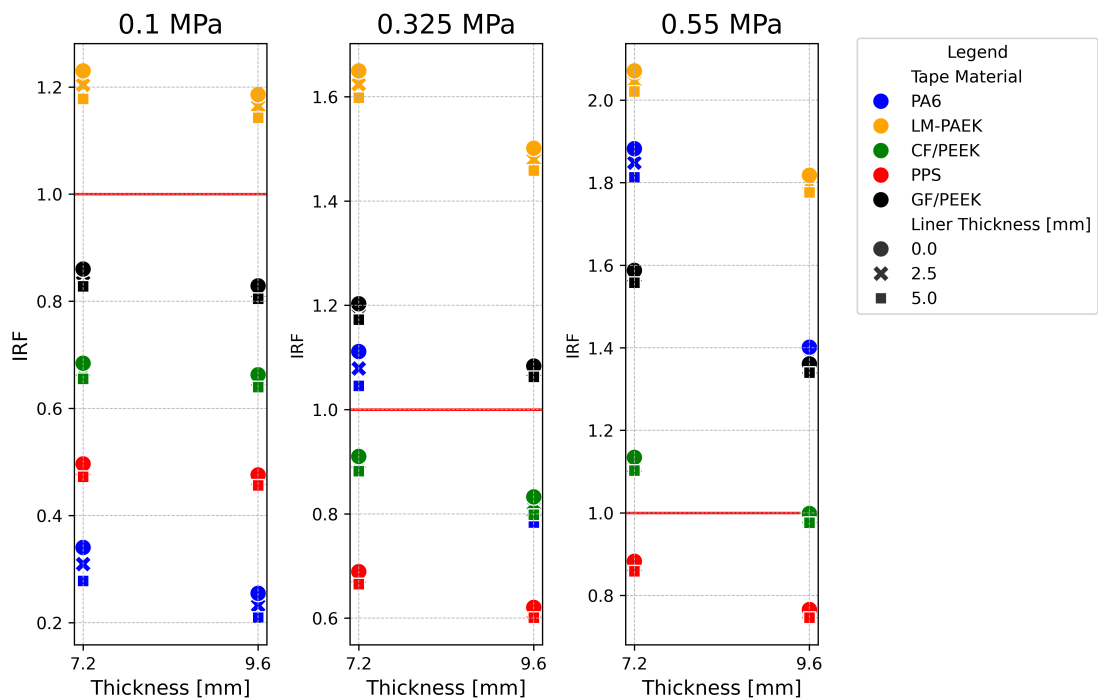 0.1 MPa
1.2
1.0
0.8
0.6
0.4
0.2
IRF
7.2
9.6
Thickness [mm]
0.325 MPa
1.6
1.4
1.2
1.0
0.8
0.6
IRF
7.2
9.6
Thickness [mm]
0.55 MPa
2.0
1.8
1.6
1.4
1.2
1.0
0.8
IRF
7.2
9.6
Thickness [mm]
Legend
Tape Material
PA6
LM-PAEK
CF/PEEK
PPS
GF/PEEK
Liner Thickness [mm]
0.0
2.5
5.0